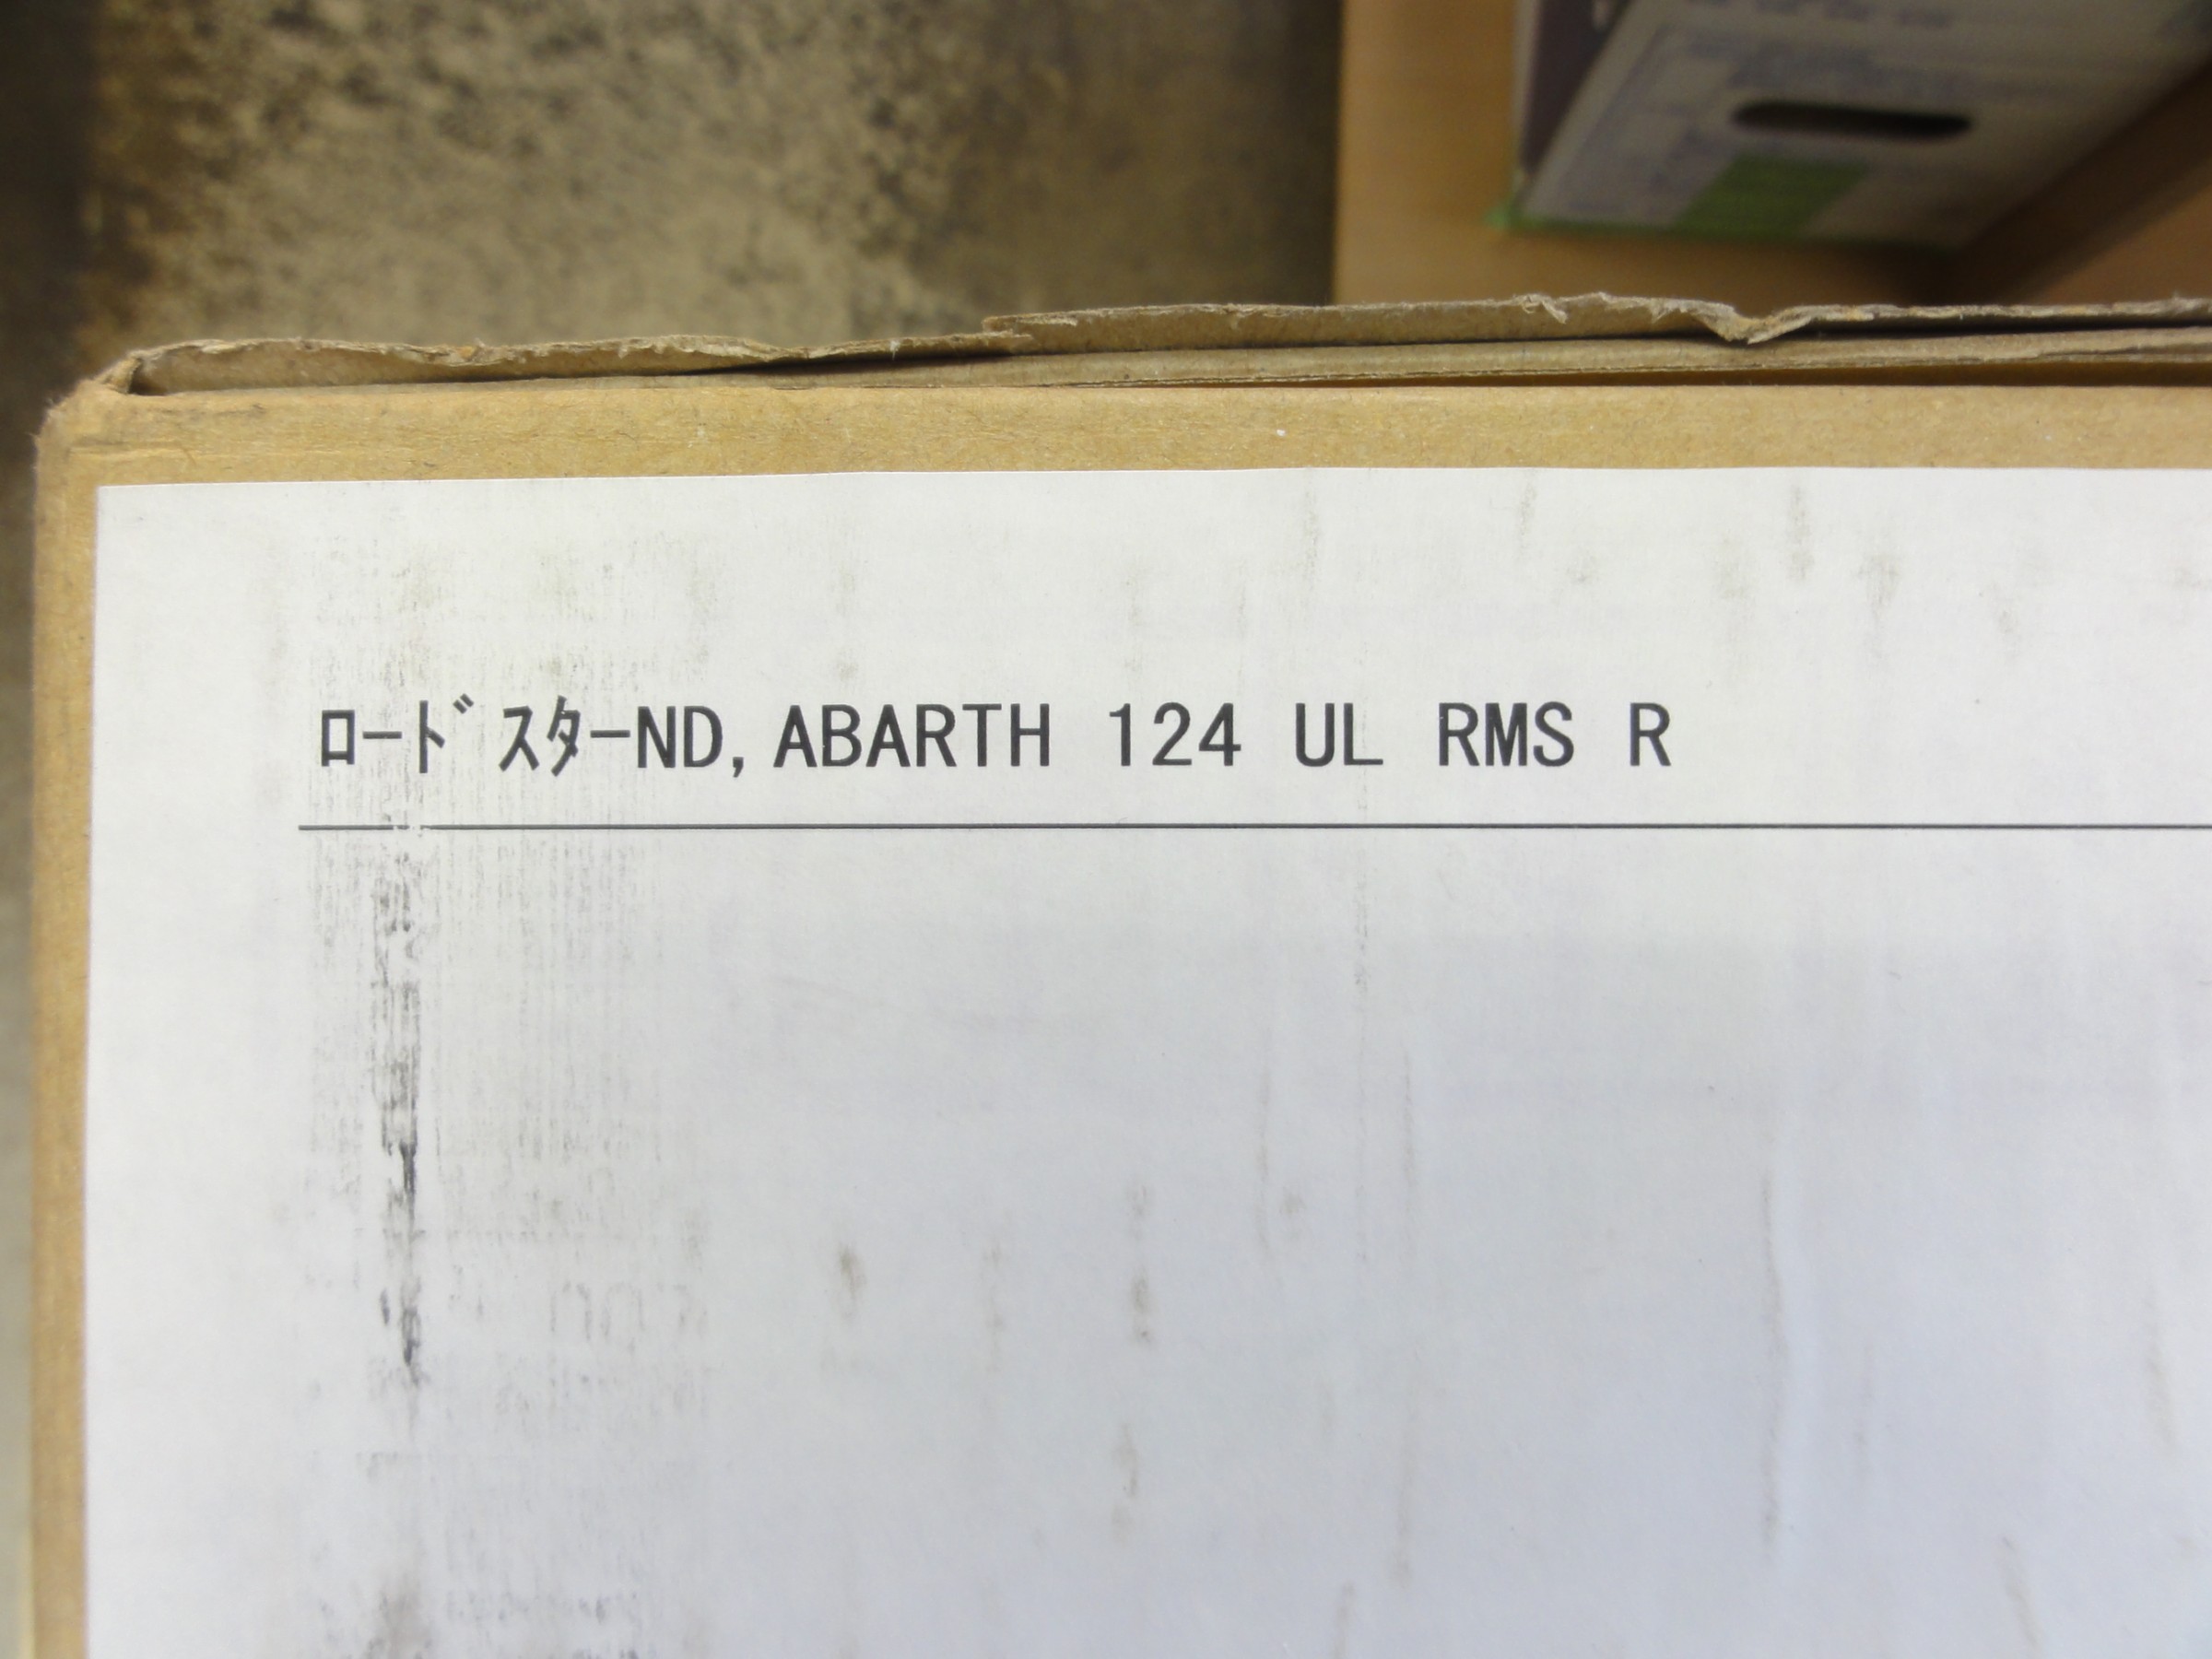 ﾛｰﾄﾞｽﾀｰND, ABARTH 124 UL RMS R